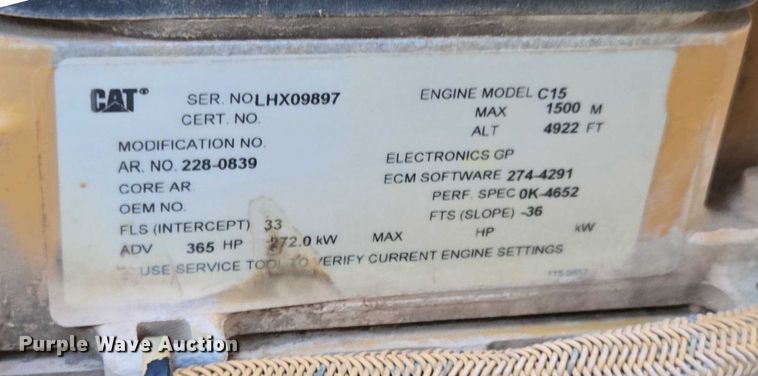 CAT®
SER. NO LHX09897
ENGINE MODEL C15
CERT. NO.
MAX 1500 M
ALT 4922 FT
MODIFICATION NO.
AR. NO. 228-0839
ELECTRONICS GP
CORE AR
ECM SOFTWARE 274-4291
OEM NO.
PERF. SPEC 0K-4652
FLS (INTERCEPT) 33
FTS (SLOPE) -36
ADV 365 HP 272.0 kW MAX HP kW
USE SERVICE TOOL TO VERIFY CURRENT ENGINE SETTINGS
Purple Wave Auction